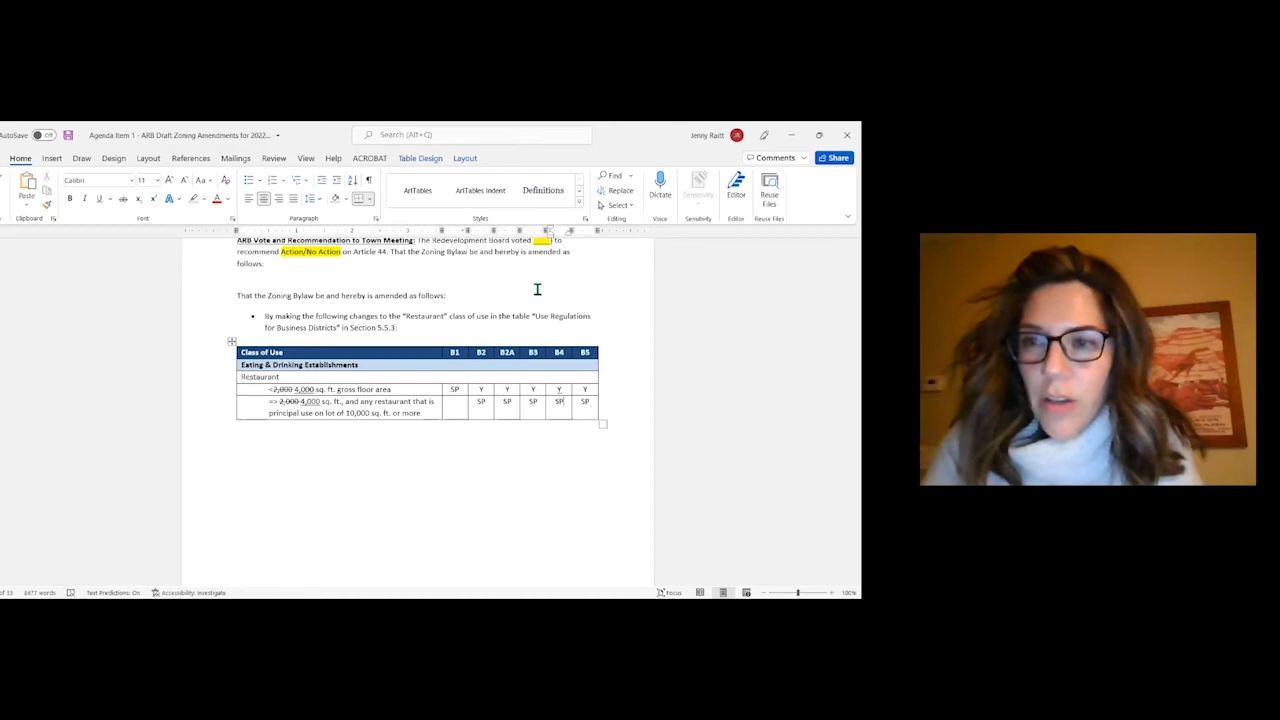 AutoSave Off Agenda Item 1 - ARB Draft Zoning Amendments for 2022... Search (Alt+Q) Jenny Raitt
Home Insert Draw Design Layout References Mailings Review View Help ACROBAT Table Design Layout Comments Share
Paste Calibri 11 ArtTables ArtTables Indent Definitions Find Replace Select Dictate Sensitivity Editor Reuse Files
Clipboard Font Paragraph Styles Editing Voice Sensitivity Editor Reuse Files
ARB Vote and Recommendation to Town Meeting: The Redevelopment Board voted to
recommend Action/No Action on Article 44. That the Zoning Bylaw be and hereby is amended as
follows:
That the Zoning Bylaw be and hereby is amended as follows:
• By making the following changes to the "Restaurant" class of use in the table "Use Regulations
for Business Districts" in Section 5.5.3:
Class of Use B1 B2 B2A B3 B4 B5
Eating & Drinking Establishments
Restaurant
<2,000 4,000 sq. ft. gross floor area SP Y Y Y Y Y
=> 2,000 4,000 sq. ft., and any restaurant that is SP SP SP SP SP
principal use on lot of 10,000 sq. ft. or more
of 33 8477 words Text Predictions: On Accessibility: Investigate Focus 100%